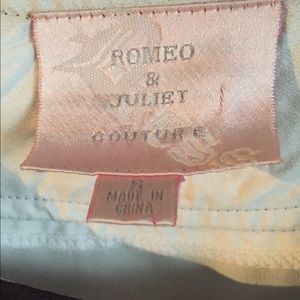 ROMEO
&
JULIET
COUTURE
S
MADE IN
CHINA